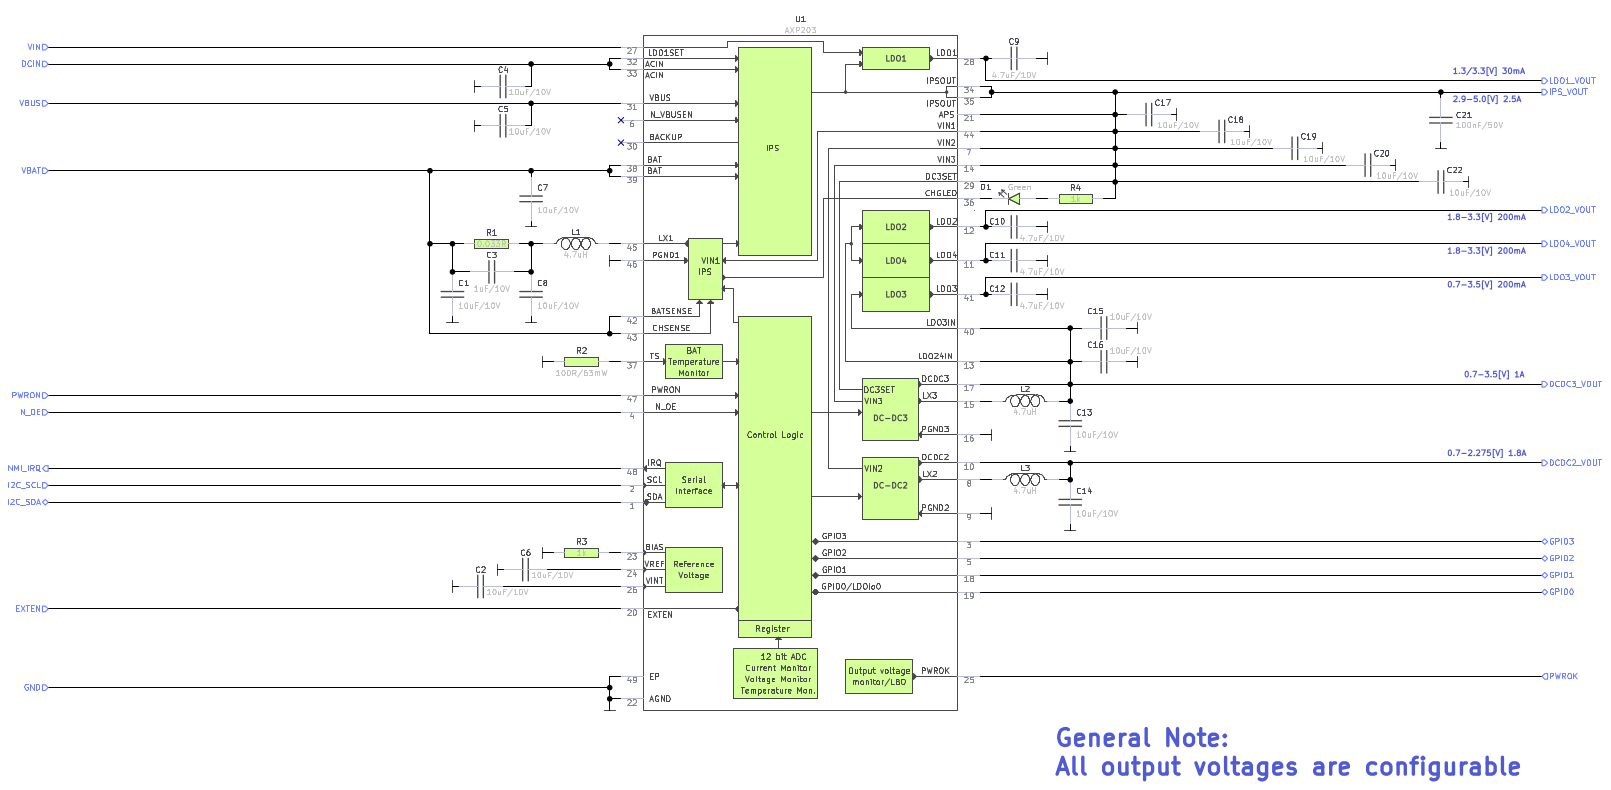 U1
AXP203
VIN
DCIN
VBUS
VBAT
PWRON
N_OE
NMI_IRQ
I2C_SCL
I2C_SDA
EXTEN
GND
C4
10uF/10V
C5
10uF/10V
C7
10uF/10V
R1
0.033R
L1
4.7uH
C3
1uF/10V
C1
10uF/10V
C8
10uF/10V
R2
100R/63mW
R3
1k
C6
10uF/10V
C2
10uF/10V
27
LDO1SET
32
ACIN
33
ACIN
VBUS
31
N_VBUSEN
6
BACKUP
30
BAT
38
BAT
39
LX1
45
PGND1
46
BATSENSE
42
CHSENSE
43
TS
37
PWRON
47
N_OE
4
IRQ
48
SCL
2
SDA
1
BIAS
23
VREF
24
VINT
26
20
EXTEN
EP
49
AGND
22
IPS
VIN1
IPS
BAT
Temperature
Monitor
Control Logic
Serial
Interface
Reference
Voltage
Register
12 bit ADC
Current Monitor
Voltage Monitor
Temperature Mon.
Output voltage
monitor/LBO
LDO1
LDO2
LDO4
LDO3
DC3SET
VIN3
DC-DC3
VIN2
DC-DC2
LDO1
28
IPSOUT
34
IPSOUT
35
APS
21
VIN1
44
VIN2
7
VIN3
14
DC3SET
29
CHGLED
36
LDO2
12
LDO4
11
LDO3
41
LDO3IN
40
LDO24IN
13
DCDC3
17
LX3
15
PGND3
16
DCDC2
10
LX2
8
PGND2
9
GPIO3
3
GPIO2
5
GPIO1
18
GPIO0/LDOio0
19
PWROK
25
C9
4.7uF/10V
1.3/3.3[V] 30mA
LDO1_VOUT
IPS_VOUT
2.9-5.0[V] 2.5A
C17
10uF/10V
C18
10uF/10V
C19
10uF/10V
C20
10uF/10V
C21
100nF/50V
C22
10uF/10V
D1
Green
R4
1k
LDO2_VOUT
1.8-3.3[V] 200mA
C10
4.7uF/10V
LDO4_VOUT
1.8-3.3[V] 200mA
C11
4.7uF/10V
LDO3_VOUT
0.7-3.5[V] 200mA
C12
4.7uF/10V
C15
10uF/10V
C16
10uF/10V
0.7-3.5[V] 1A
DCDC3_VOUT
L2
4.7uH
C13
10uF/10V
0.7-2.275[V] 1.8A
DCDC2_VOUT
L3
4.7uH
C14
10uF/10V
GPIO3
GPIO2
GPIO1
GPIO0
PWROK
General Note:
All output voltages are configurable